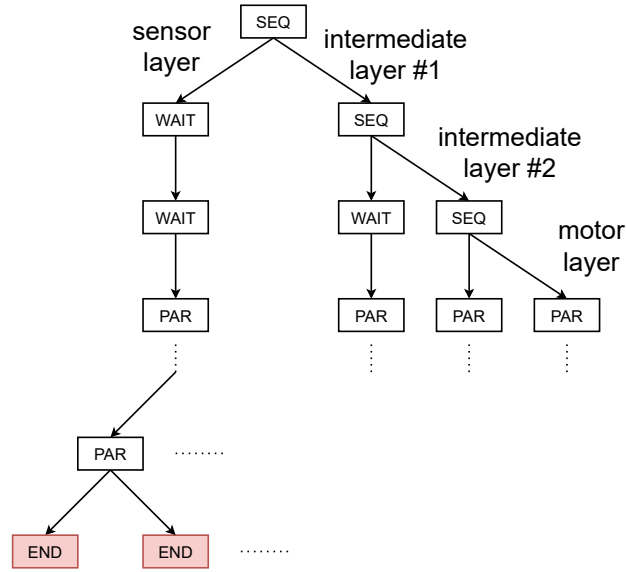 SEQ
sensor
layer
intermediate
layer #1
WAIT
SEQ
intermediate
layer #2
WAIT
WAIT
SEQ
motor
layer
PAR
PAR
PAR
PAR
PAR
END
END